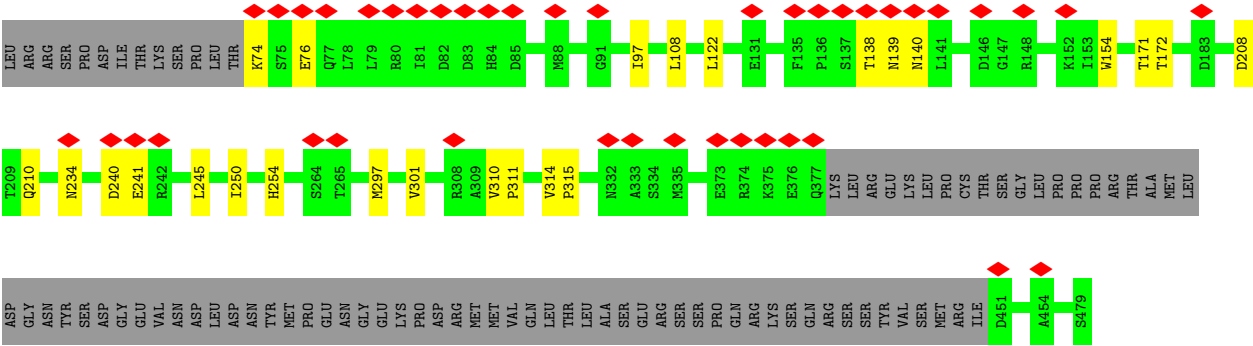 LEU ARG ARG SER PRO ASP ILE THR LYS SER PRO LEU THR K74 S75 E76 Q77 L78 L79 R80 I81 D82 D83 H84 D85 M88 G91 I97 L108 L122 E131 F135 P136 S137 T138 N139 N140 L141 D146 G147 R148 K152 I153 W154 T171 T172 D183 D208
T209 Q210 N234 D240 E241 R242 L245 I250 H254 S264 T265 M297 V301 R308 A309 V310 P311 V314 P315 N332 A333 S334 M335 E373 R374 K375 E376 Q377 LYS LEU ARG GLU LYS LEU PRO CYS THR SER GLY LEU PRO PRO PRO ARG THR ALA MET LEU
ASP GLY ASN TYR SER ASP GLY GLU VAL ASN ASP LEU ASP ASN TYR MET PRO GLU ASN GLY GLU LYS PRO ASP ARG MET MET VAL GLN LEU THR LEU ALA SER GLU ARG SER SER PRO GLN ARG LYS SER GLN ARG SER SER TYR VAL SER MET ARG ILE D451 A454 S479